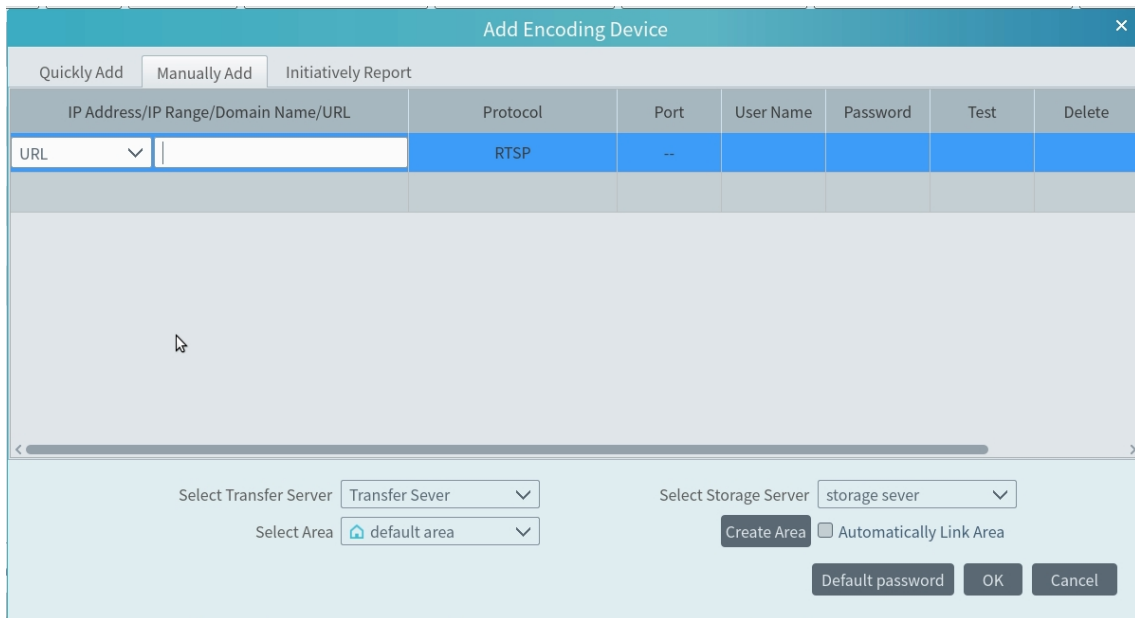 Add Encoding Device
Quickly Add Manually Add Initiatively Report
IP Address/IP Range/Domain Name/URL Protocol Port User Name Password Test Delete
URL RTSP --
Select Transfer Server Transfer Sever Select Storage Server storage sever
Select Area default area Create Area Automatically Link Area
Default password OK Cancel